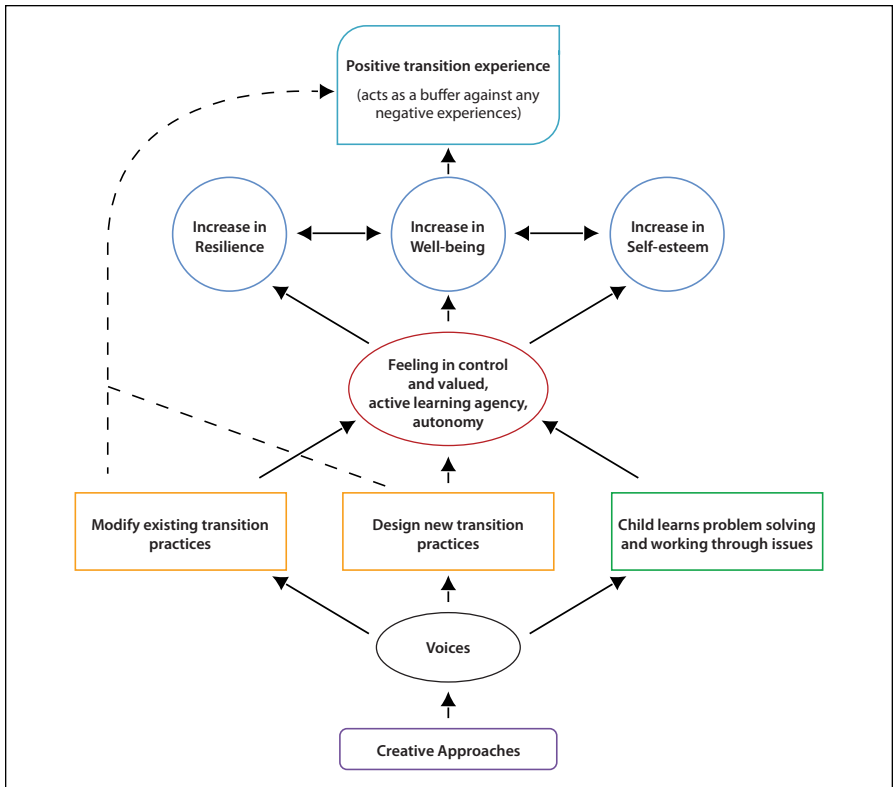 Positive transition experience
(acts as a buffer against any
negative experiences)
Increase in
Resilience
Increase in
Well-being
Increase in
Self-esteem
Feeling in control
and valued,
active learning agency,
autonomy
Modify existing transition
practices
Design new transition
practices
Child learns problem solving
and working through issues
Voices
Creative Approaches